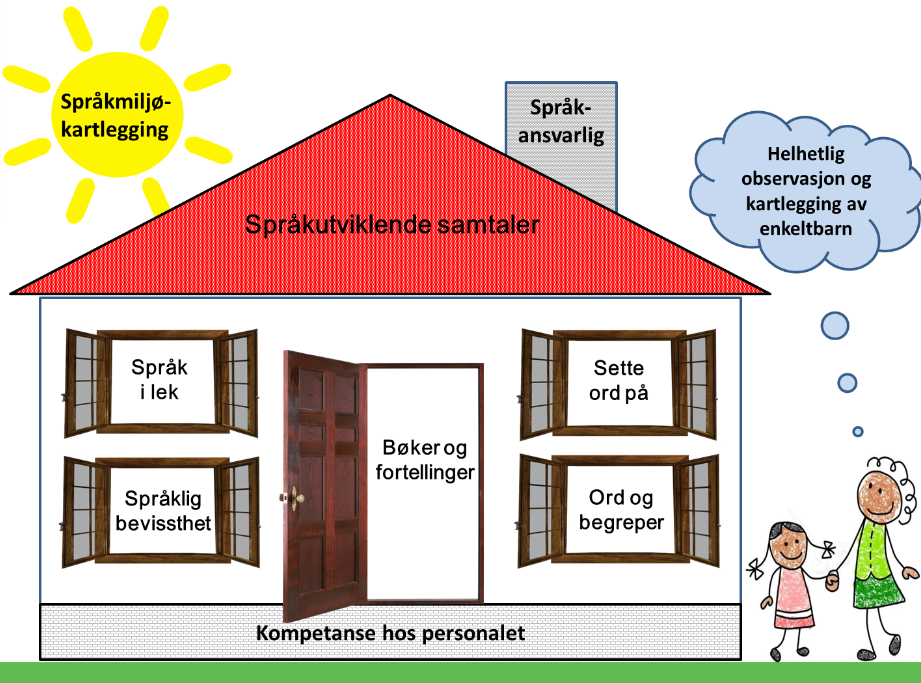 Språkmiljø-
kartlegging
Språk-
ansvarlig
Helhetlig
observasjon og
kartlegging av
enkeltbarn
Språkutviklende samtaler
Språk
i lek
Sette
ord på
Bøker og
fortellinger
Språklig
bevissthet
Ord og
begreper
Kompetanse hos personalet